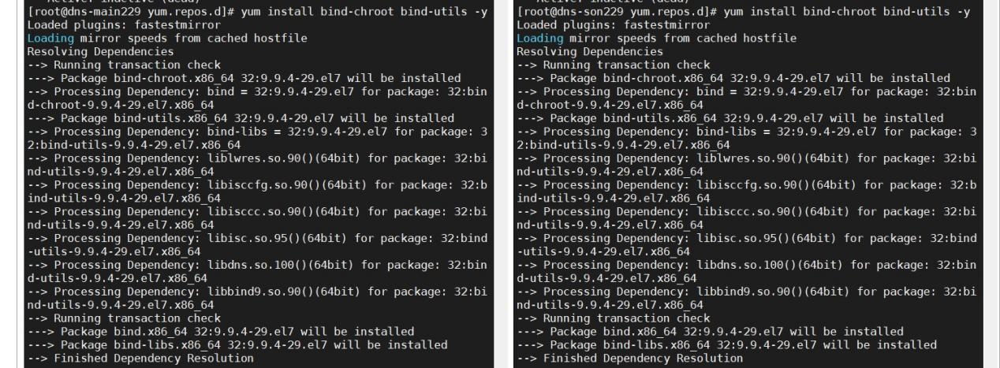 Active: inactive (dead)
[root@dns-main229 yum.repos.d]# yum install bind-chroot bind-utils -y
Loaded plugins: fastestmirror
Loading mirror speeds from cached hostfile
Resolving Dependencies
--> Running transaction check
---> Package bind-chroot.x86_64 32:9.9.4-29.el7 will be installed
--> Processing Dependency: bind = 32:9.9.4-29.el7 for package: 32:bin
d-chroot-9.9.4-29.el7.x86_64
---> Package bind-utils.x86_64 32:9.9.4-29.el7 will be installed
--> Processing Dependency: bind-libs = 32:9.9.4-29.el7 for package: 3
2:bind-utils-9.9.4-29.el7.x86_64
--> Processing Dependency: liblwres.so.90()(64bit) for package: 32:bi
nd-utils-9.9.4-29.el7.x86_64
--> Processing Dependency: libisccfg.so.90()(64bit) for package: 32:b
ind-utils-9.9.4-29.el7.x86_64
--> Processing Dependency: libisccc.so.90()(64bit) for package: 32:bi
nd-utils-9.9.4-29.el7.x86_64
--> Processing Dependency: libisc.so.95()(64bit) for package: 32:bind
-utils-9.9.4-29.el7.x86_64
--> Processing Dependency: libdns.so.100()(64bit) for package: 32:bin
d-utils-9.9.4-29.el7.x86_64
--> Processing Dependency: libbind9.so.90()(64bit) for package: 32:bi
nd-utils-9.9.4-29.el7.x86_64
--> Running transaction check
---> Package bind.x86_64 32:9.9.4-29.el7 will be installed
---> Package bind-libs.x86_64 32:9.9.4-29.el7 will be installed
--> Finished Dependency Resolution
Active: inactive (dead)
[root@dns-son229 yum.repos.d]# yum install bind-chroot bind-utils -y
Loaded plugins: fastestmirror
Loading mirror speeds from cached hostfile
Resolving Dependencies
--> Running transaction check
---> Package bind-chroot.x86_64 32:9.9.4-29.el7 will be installed
--> Processing Dependency: bind = 32:9.9.4-29.el7 for package: 32:bin
d-chroot-9.9.4-29.el7.x86_64
---> Package bind-utils.x86_64 32:9.9.4-29.el7 will be installed
--> Processing Dependency: bind-libs = 32:9.9.4-29.el7 for package: 3
2:bind-utils-9.9.4-29.el7.x86_64
--> Processing Dependency: liblwres.so.90()(64bit) for package: 32:bi
nd-utils-9.9.4-29.el7.x86_64
--> Processing Dependency: libisccfg.so.90()(64bit) for package: 32:b
ind-utils-9.9.4-29.el7.x86_64
--> Processing Dependency: libisccc.so.90()(64bit) for package: 32:bi
nd-utils-9.9.4-29.el7.x86_64
--> Processing Dependency: libisc.so.95()(64bit) for package: 32:bind
-utils-9.9.4-29.el7.x86_64
--> Processing Dependency: libdns.so.100()(64bit) for package: 32:bin
d-utils-9.9.4-29.el7.x86_64
--> Processing Dependency: libbind9.so.90()(64bit) for package: 32:bi
nd-utils-9.9.4-29.el7.x86_64
--> Running transaction check
---> Package bind.x86_64 32:9.9.4-29.el7 will be installed
---> Package bind-libs.x86_64 32:9.9.4-29.el7 will be installed
--> Finished Dependency Resolution